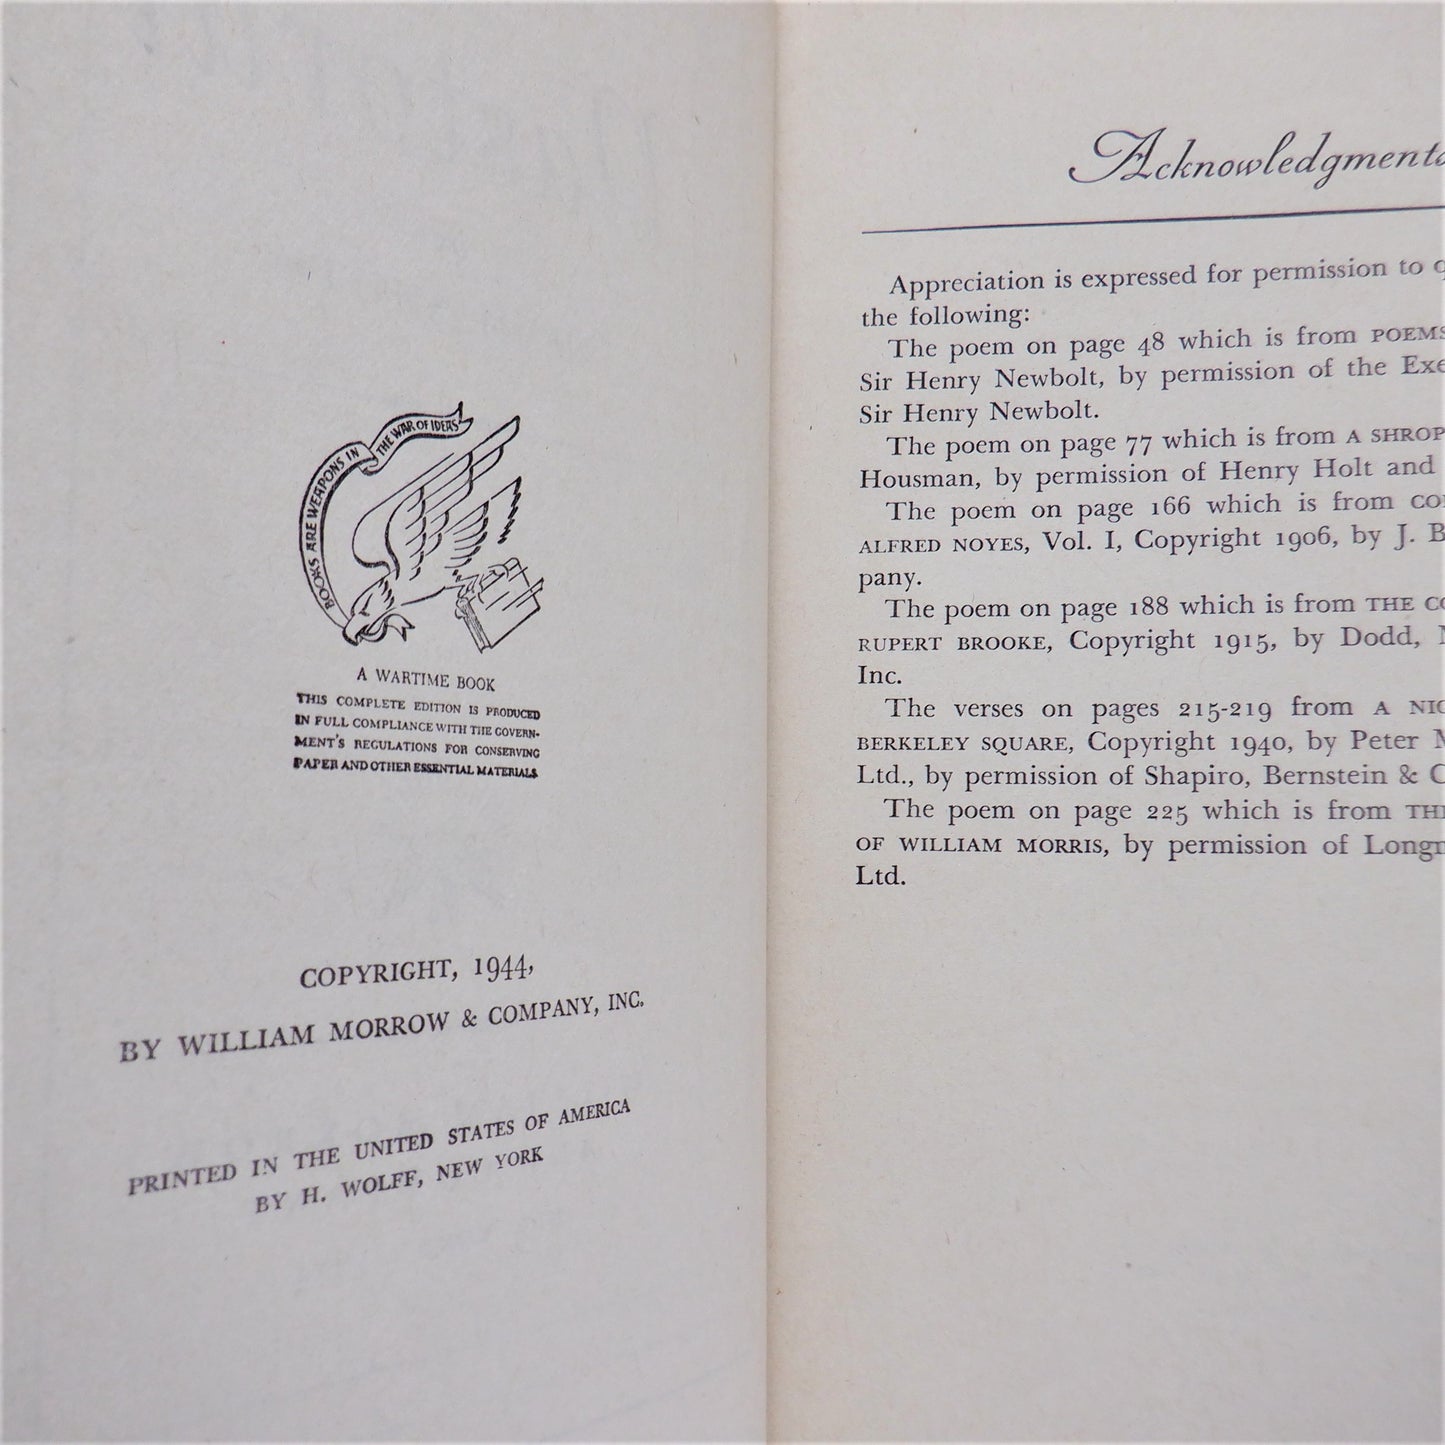 BOOKS ARE WEAPONS IN THE WAR OF IDEAS
A WARTIME BOOK
THIS COMPLETE EDITION IS PRODUCED
IN FULL COMPLIANCE WITH THE GOVERN-
MENT'S REGULATIONS FOR CONSERVING
PAPER AND OTHER ESSENTIAL MATERIALS
COPYRIGHT, 1944,
BY WILLIAM MORROW & COMPANY, INC.
PRINTED IN THE UNITED STATES OF AMERICA
BY H. WOLFF, NEW YORK
Acknowledgments
Appreciation is expressed for permission to
the following:
The poem on page 48 which is from POEMS
Sir Henry Newbolt, by permission of the
Sir Henry Newbolt.
The poem on page 77 which is from A
Housman, by permission of Henry Holt and
The poem on page 166 which is from
ALFRED NOYES, Vol. I, Copyright 1906, by J. B
pany.
The poem on page 188 which is from THE
RUPERT BROOKE, Copyright 1915, by Dodd,
Inc.
The verses on pages 215-219 from A
BERKELEY SQUARE, Copyright 1940, by Peter
Ltd., by permission of Shapiro, Bernstein &
The poem on page 225 which is from
OF WILLIAM MORRIS, by permission of
Ltd.